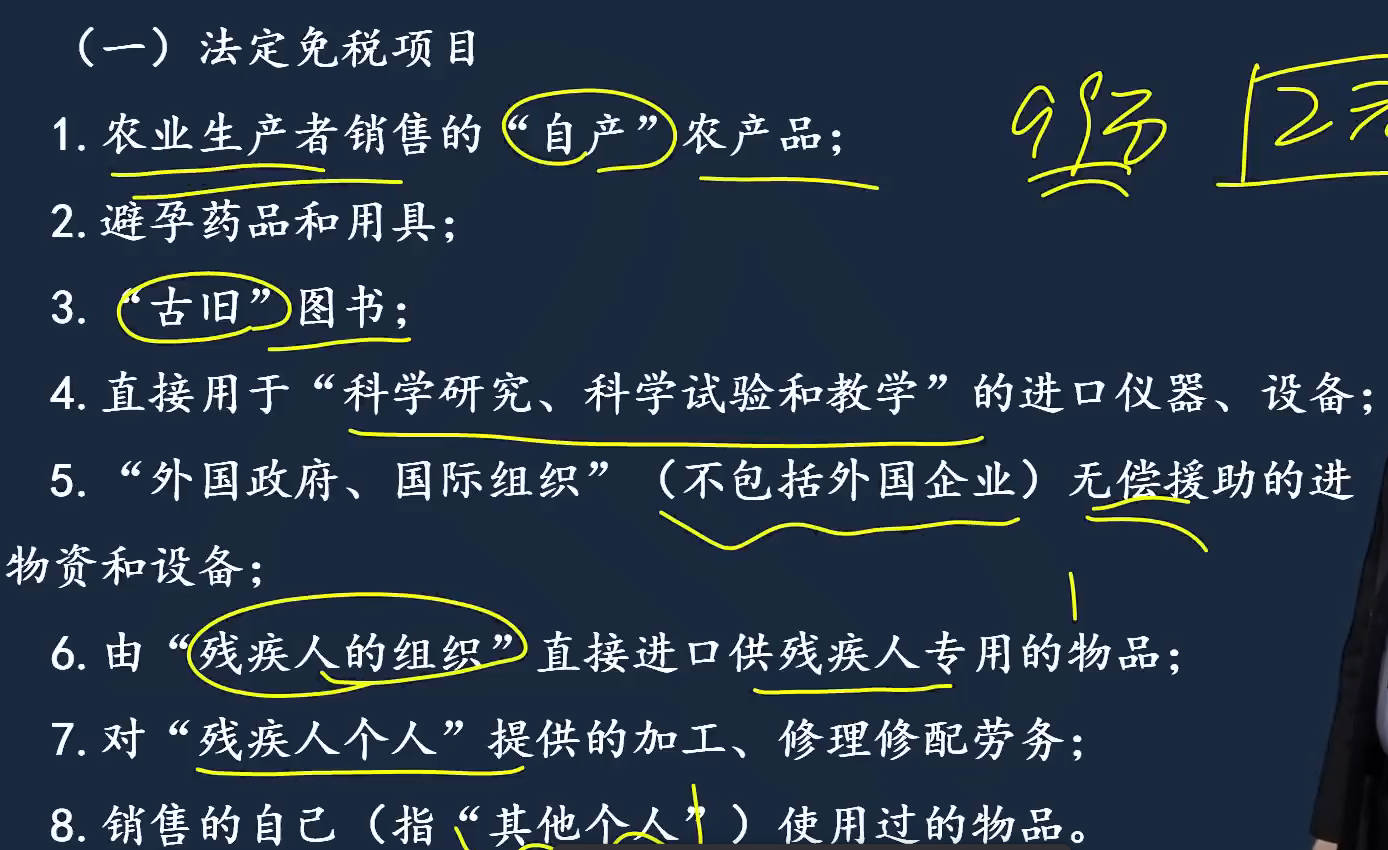 （一）法定免税项目
1.农业生产者销售的“自产”农产品；
2.避孕药品和用具；
3.“古旧”图书；
4.直接用于“科学研究、科学试验和教学”的进口仪器、设备；
5.“外国政府、国际组织”（不包括外国企业）无偿援助的进
物资和设备；
6.由“残疾人的组织”直接进口供残疾人专用的物品；
7.对“残疾人个人”提供的加工、修理修配劳务；
8.销售的自己（指“其他个人”）使用过的物品。